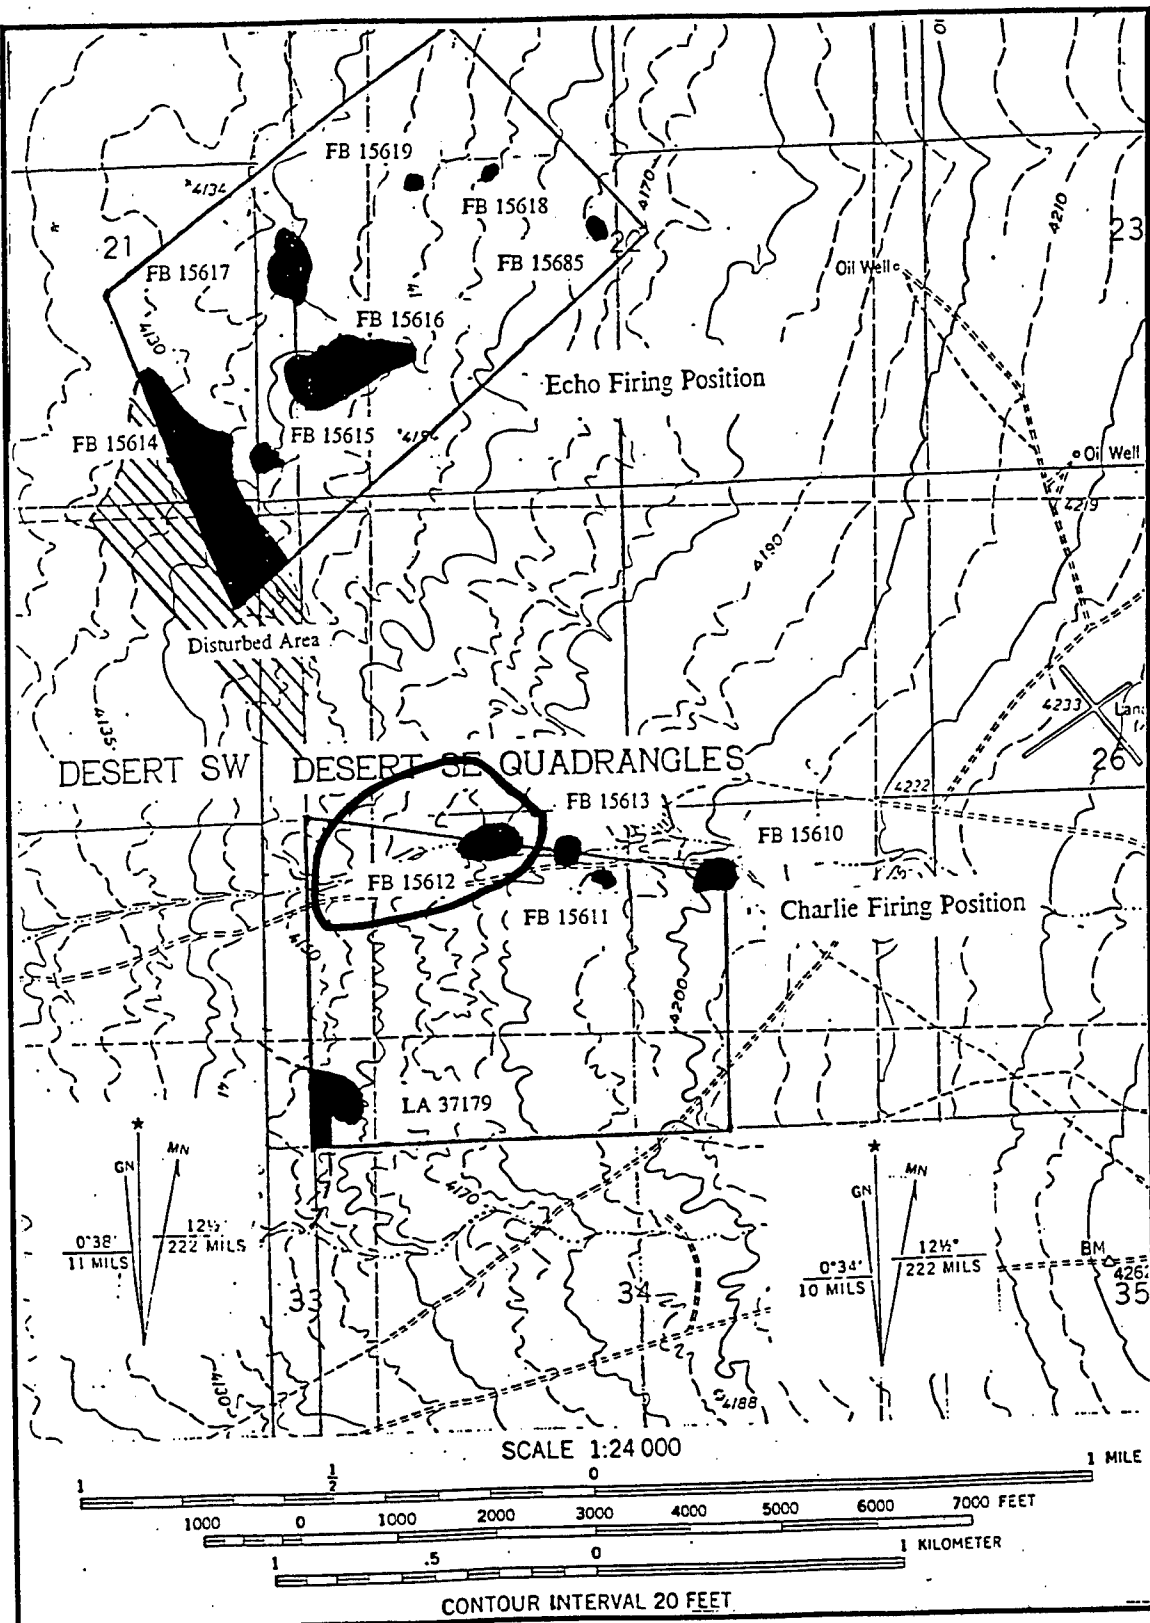 FB 15619
4134
4170
FB 15618
4210
21
22
23
FB 15617
FB 15685
Oil Well
41
FB 15616
4130
Echo Firing Position
FB 15614
FB 15615
Oil Well
4219
4190
Disturbed Area
4135
4233
26
DESERT SW DESERT SE QUADRANGLES
4222
FB 15613
FB 15610
FB 15612
FB 15611
Charlie Firing Position
4200
41
LA 37179
*
GN
MN
0°38'
11 MILS
12½°
222 MILS
4170
*
GN
MN
0°34'
10 MILS
12½°
222 MILS
BM
33
34
35
4130
4188
SCALE 1:24 000
1 ½ 0 1 MILE
1000 0 1000 2000 3000 4000 5000 6000 7000 FEET
1 .5 0 1 KILOMETER
CONTOUR INTERVAL 20 FEET